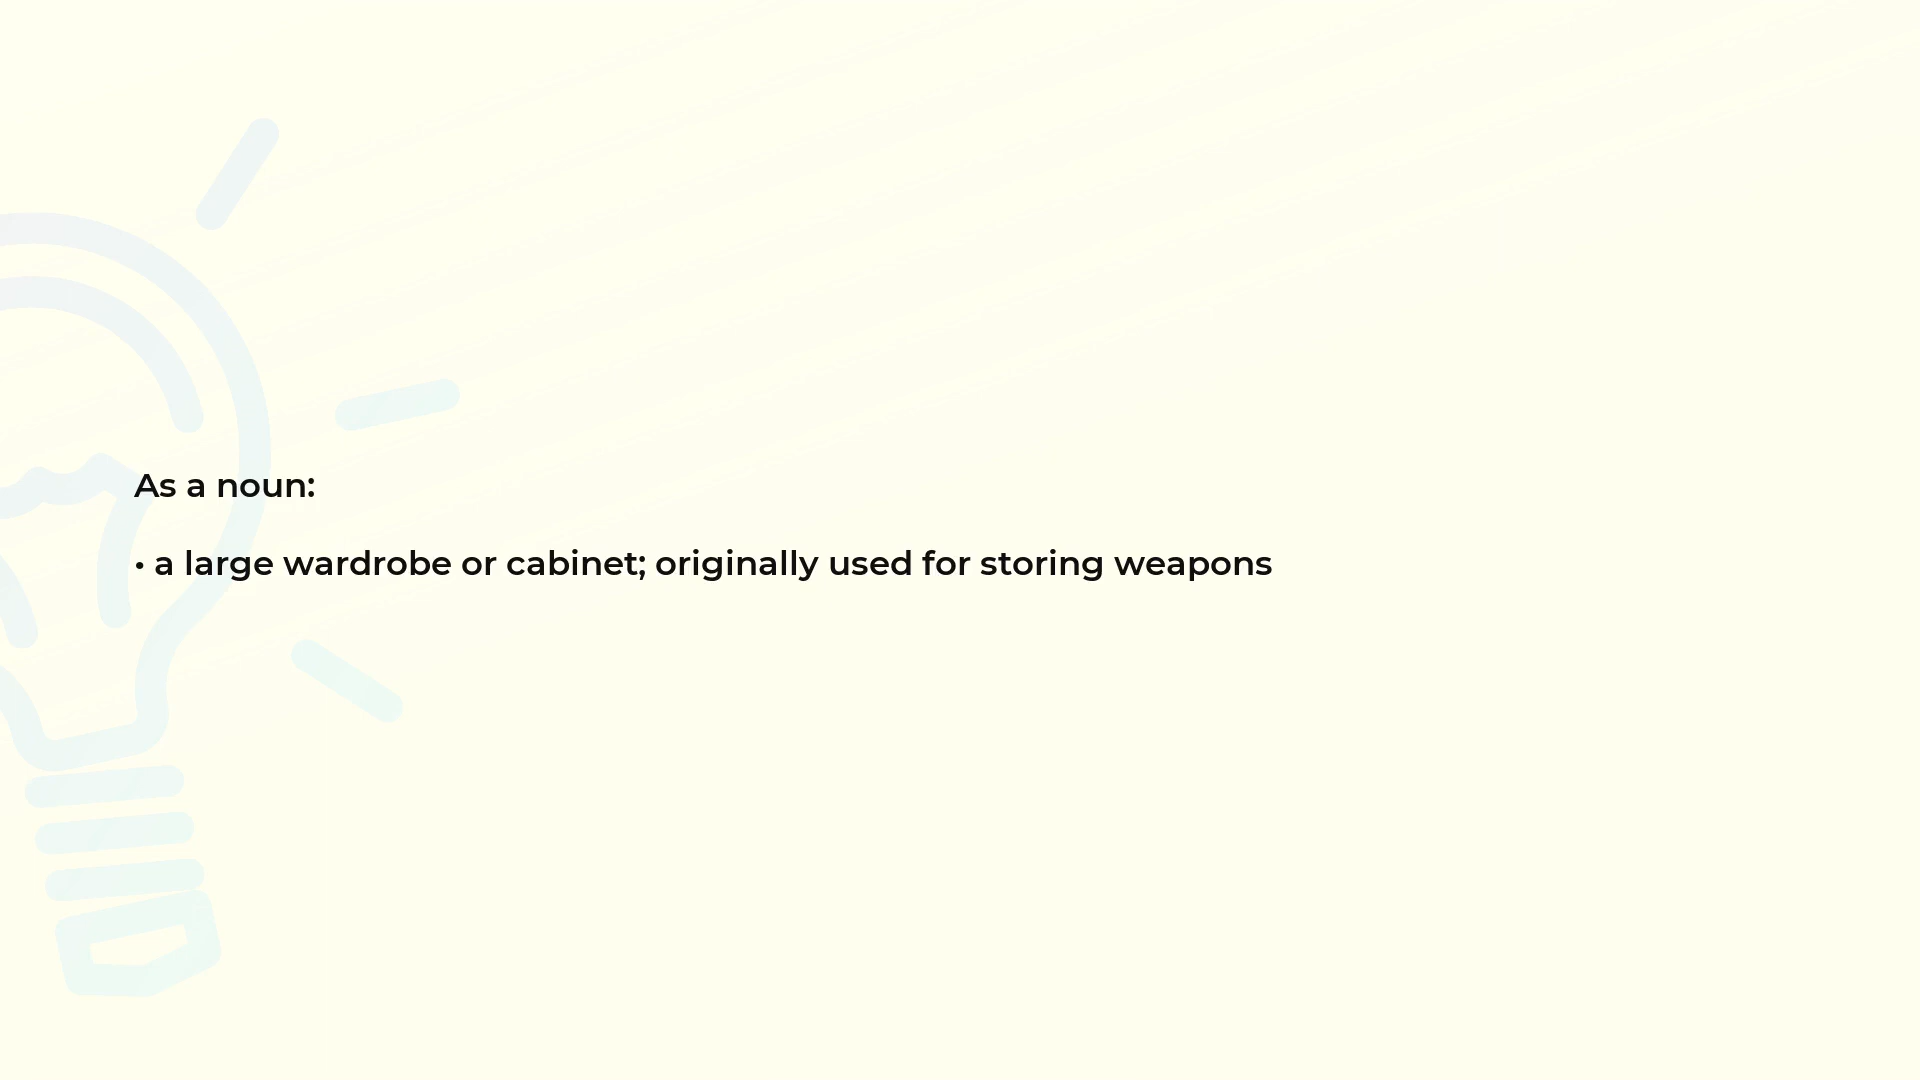 As a noun:
• a large wardrobe or cabinet; originally used for storing weapons